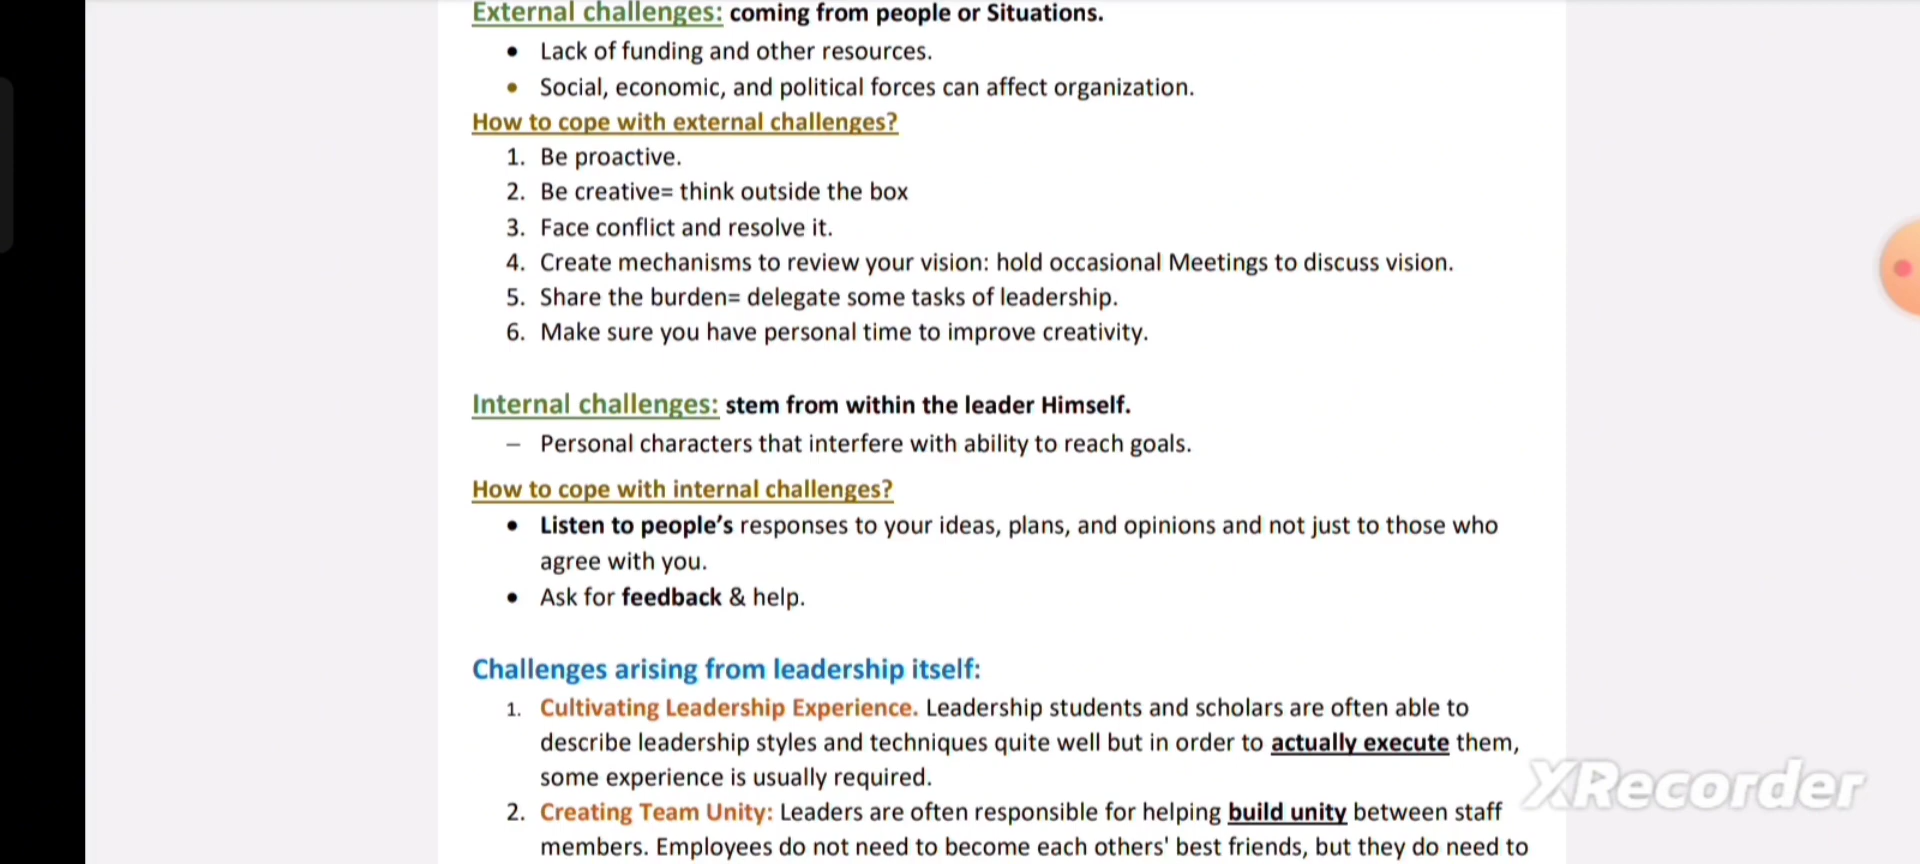 External challenges: coming from people or Situations.
• Lack of funding and other resources.
• Social, economic, and political forces can affect organization.
How to cope with external challenges?
1. Be proactive.
2. Be creative= think outside the box
3. Face conflict and resolve it.
4. Create mechanisms to review your vision: hold occasional Meetings to discuss vision.
5. Share the burden= delegate some tasks of leadership.
6. Make sure you have personal time to improve creativity.
Internal challenges: stem from within the leader Himself.
– Personal characters that interfere with ability to reach goals.
How to cope with internal challenges?
• Listen to people’s responses to your ideas, plans, and opinions and not just to those who
agree with you.
• Ask for feedback & help.
Challenges arising from leadership itself:
1. Cultivating Leadership Experience. Leadership students and scholars are often able to
describe leadership styles and techniques quite well but in order to actually execute them,
some experience is usually required.
2. Creating Team Unity: Leaders are often responsible for helping build unity between staff
members. Employees do not need to become each others' best friends, but they do need to
XRecorder